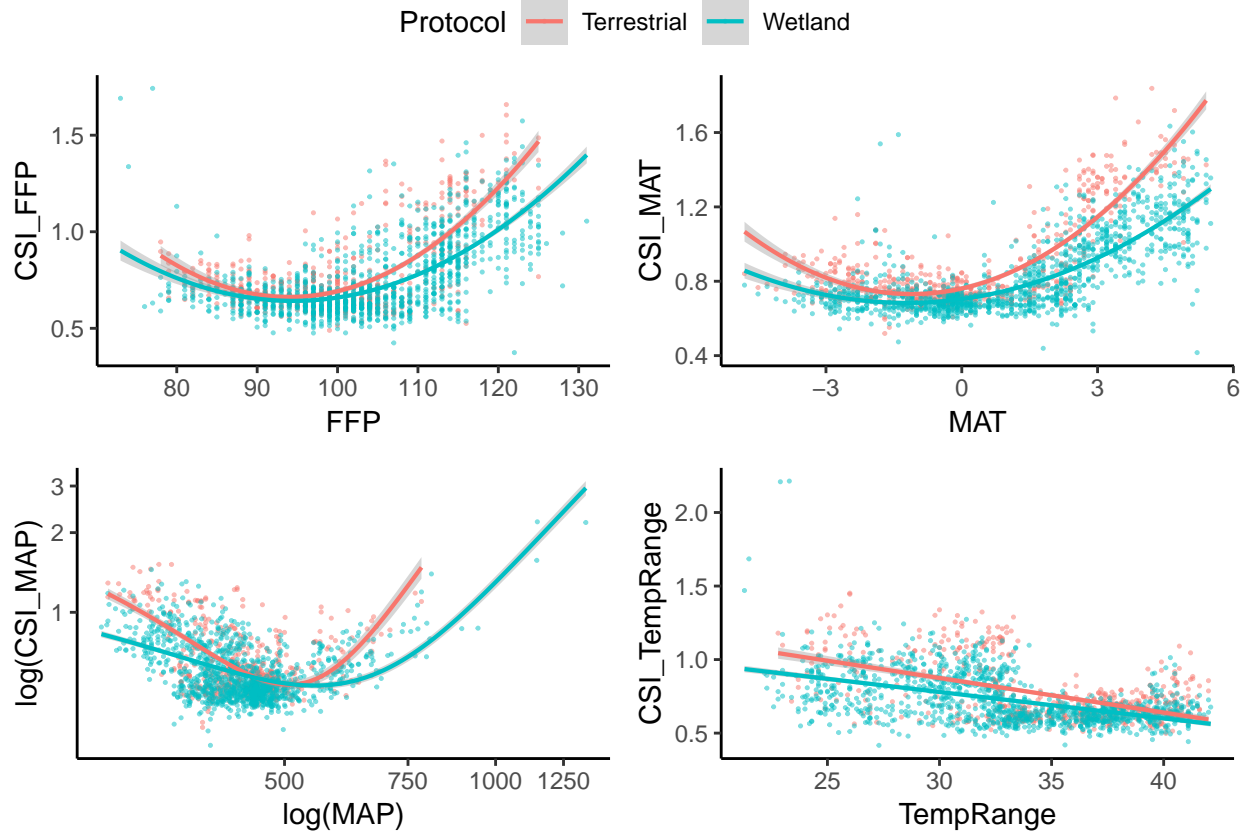 Protocol Terrestrial Wetland
CSI_FFP
1.5
1.0
0.5
80 90 100 110 120 130
FFP
CSI_MAT
1.6
1.2
0.8
0.4
−3 0 3 6
MAT
log(CSI_MAP)
3
2
1
500 750 1000 1250
log(MAP)
CSI_TempRange
2.0
1.5
1.0
0.5
25 30 35 40
TempRange